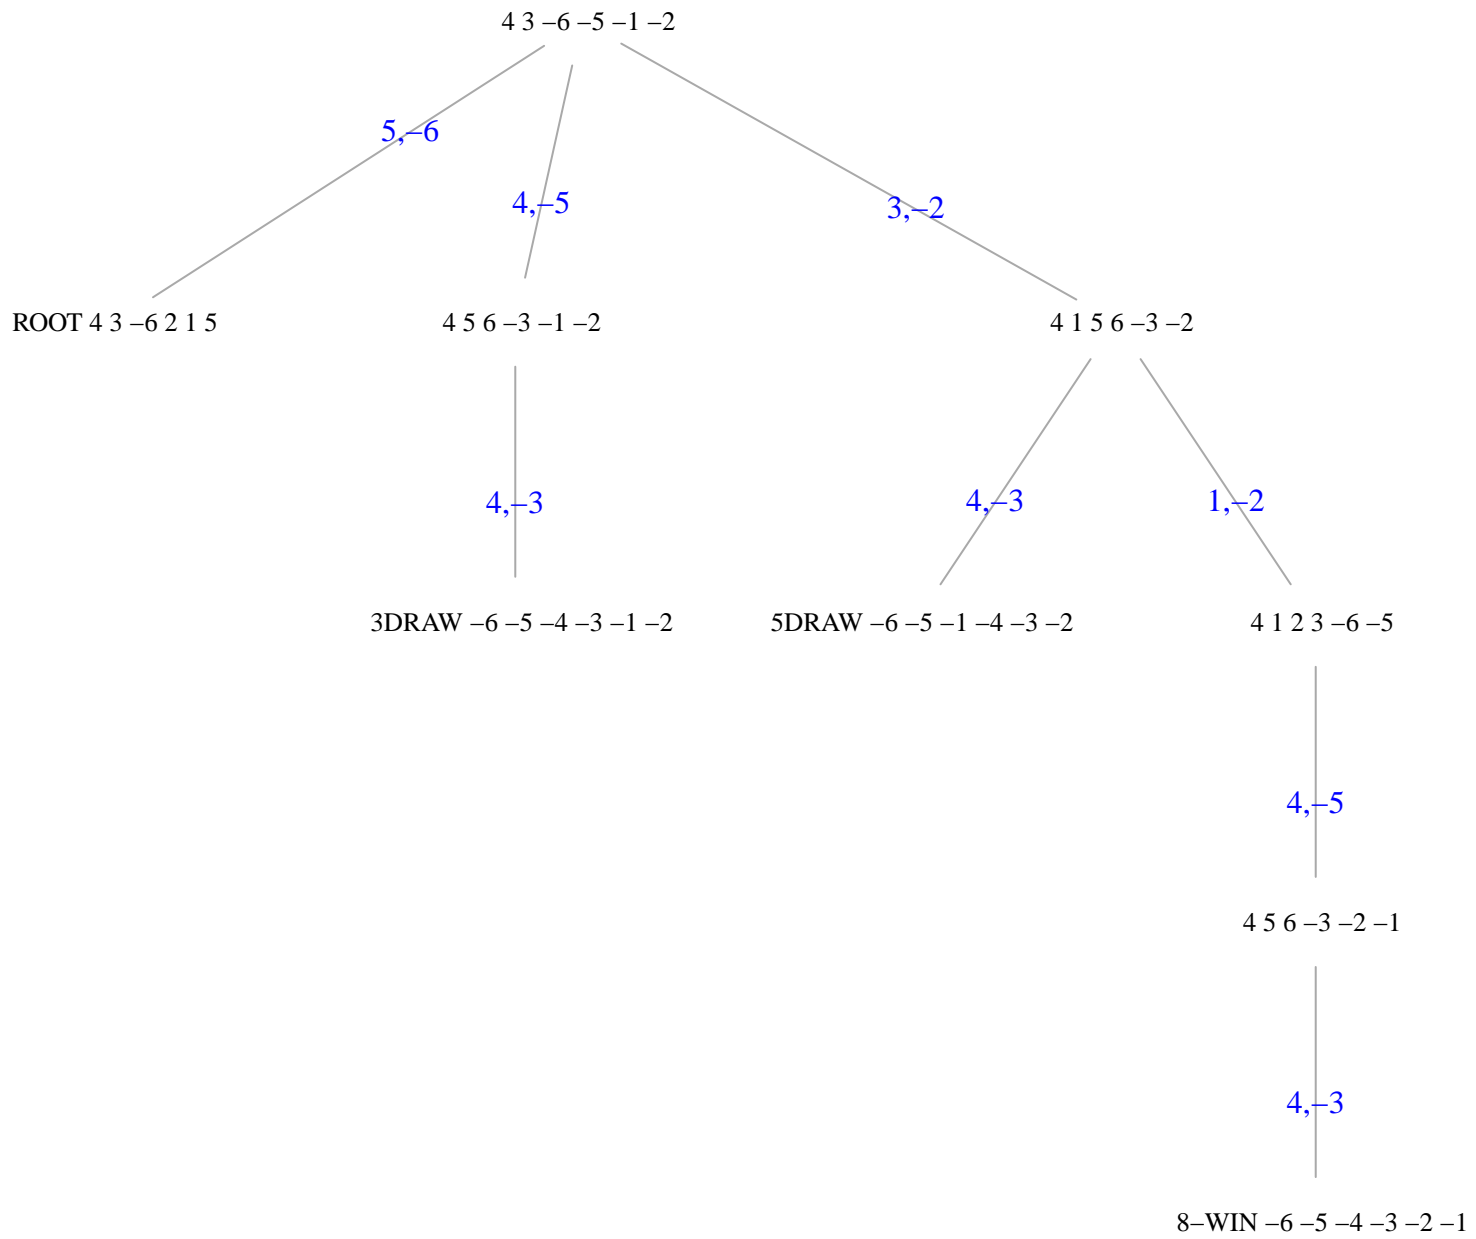 4 3 –6 –5 –1 –2
5,–6
4,–5
3,–2
ROOT 4 3 –6 2 1 5
4 5 6 –3 –1 –2
4 1 5 6 –3 –2
4,–3
4,–3
1,–2
3DRAW –6 –5 –4 –3 –1 –2
5DRAW –6 –5 –1 –4 –3 –2
4 1 2 3 –6 –5
4,–5
4 5 6 –3 –2 –1
4,–3
8–WIN –6 –5 –4 –3 –2 –1